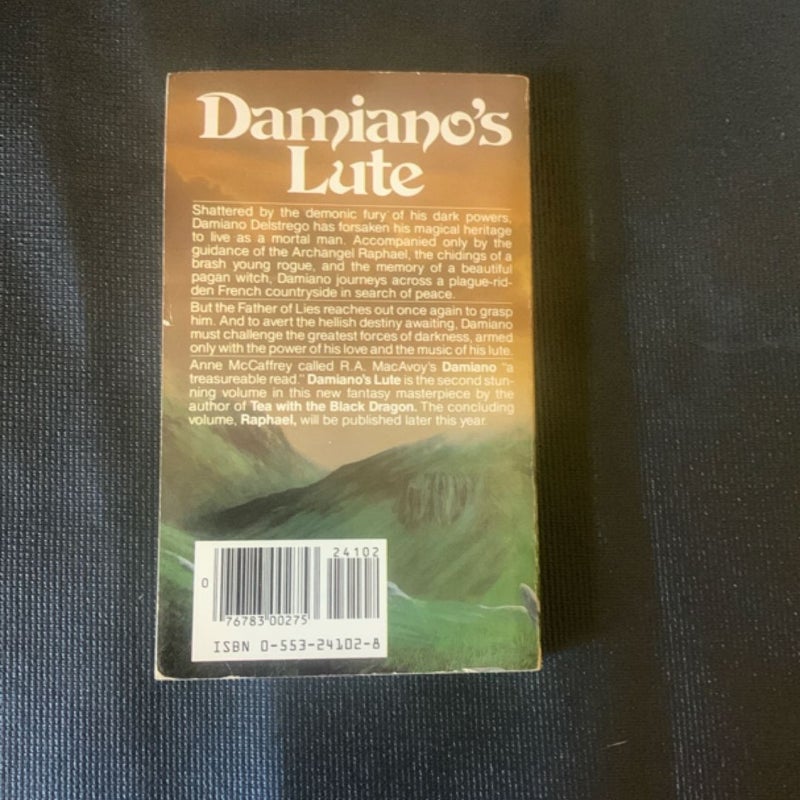 Damiano's
Lute
Shattered by the demonic fury of his dark powers,
Damiano Delstrego has forsaken his magical heritage
to live as a mortal man. Accompanied only by the
guidance of the Archangel Raphael, the chidings of a
brash young rogue, and the memory of a beautiful
pagan witch, Damiano journeys across a plague-rid-
den French countryside in search of peace.
But the Father of Lies reaches out once again to grasp
him. And to avert the hellish destiny awaiting, Damiano
must challenge the greatest forces of darkness, armed
only with the power of his love and the music of his lute.
Anne McCaffrey called R.A. MacAvoy's Damiano "a
treasureable read." Damiano's Lute is the second stun-
ning volume in this new fantasy masterpiece by the
author of Tea with the Black Dragon. The concluding
volume, Raphael, will be published later this year.
24102
0
76783 00275
ISBN 0-553-24102-8